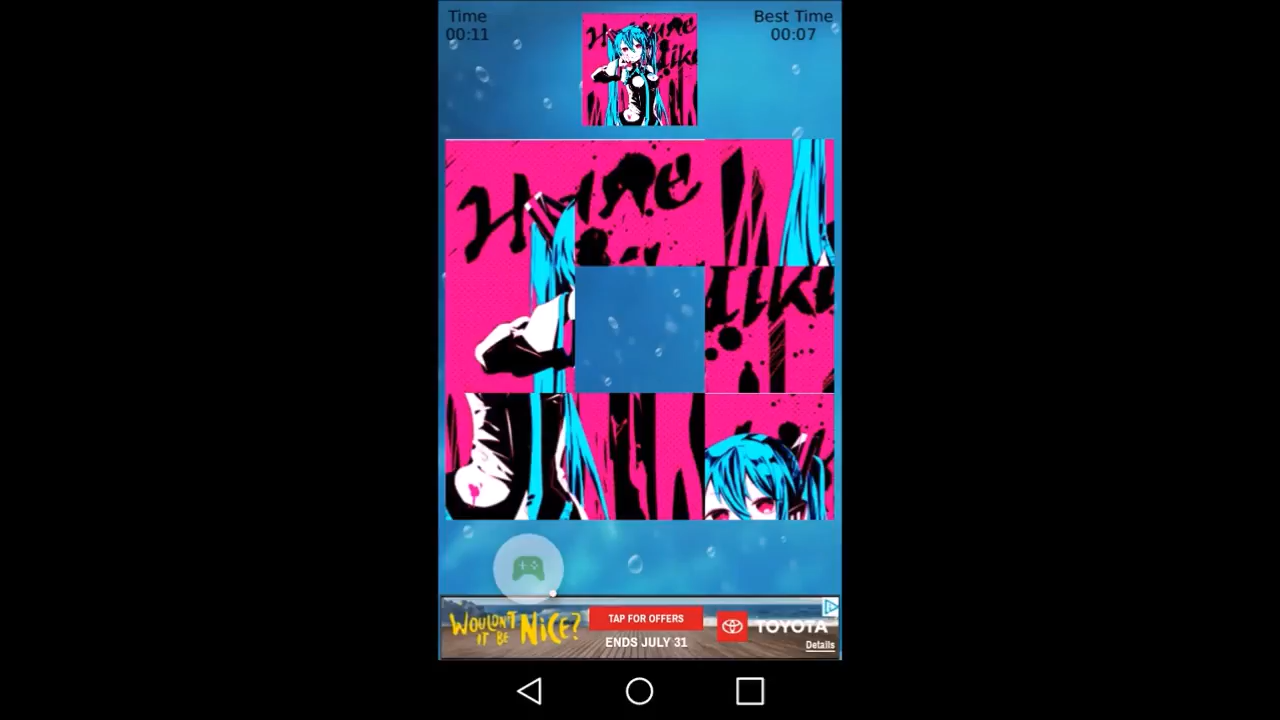 Time
00:11
Best Time
00:07
WOULDN'T
IT BE
NiCE?
TAP FOR OFFERS
ENDS JULY 31
TOYOTA
Details